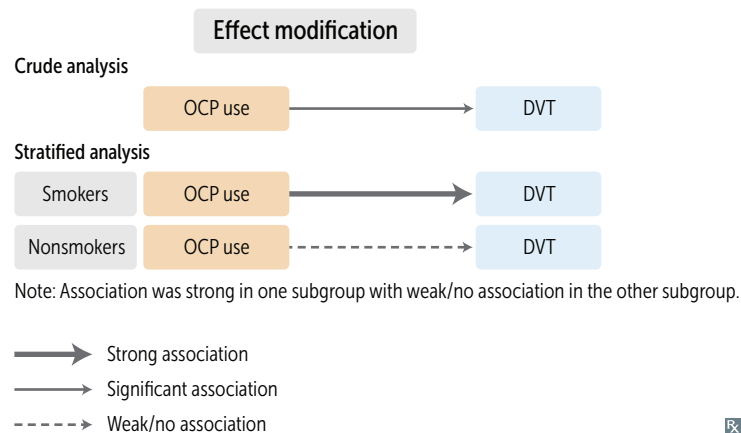 Effect modification
Crude analysis
OCP use DVT
Stratified analysis
Smokers OCP use DVT
Nonsmokers OCP use DVT
Note: Association was strong in one subgroup with weak/no association in the other subgroup.
Strong association
Significant association
Weak/no association
℞